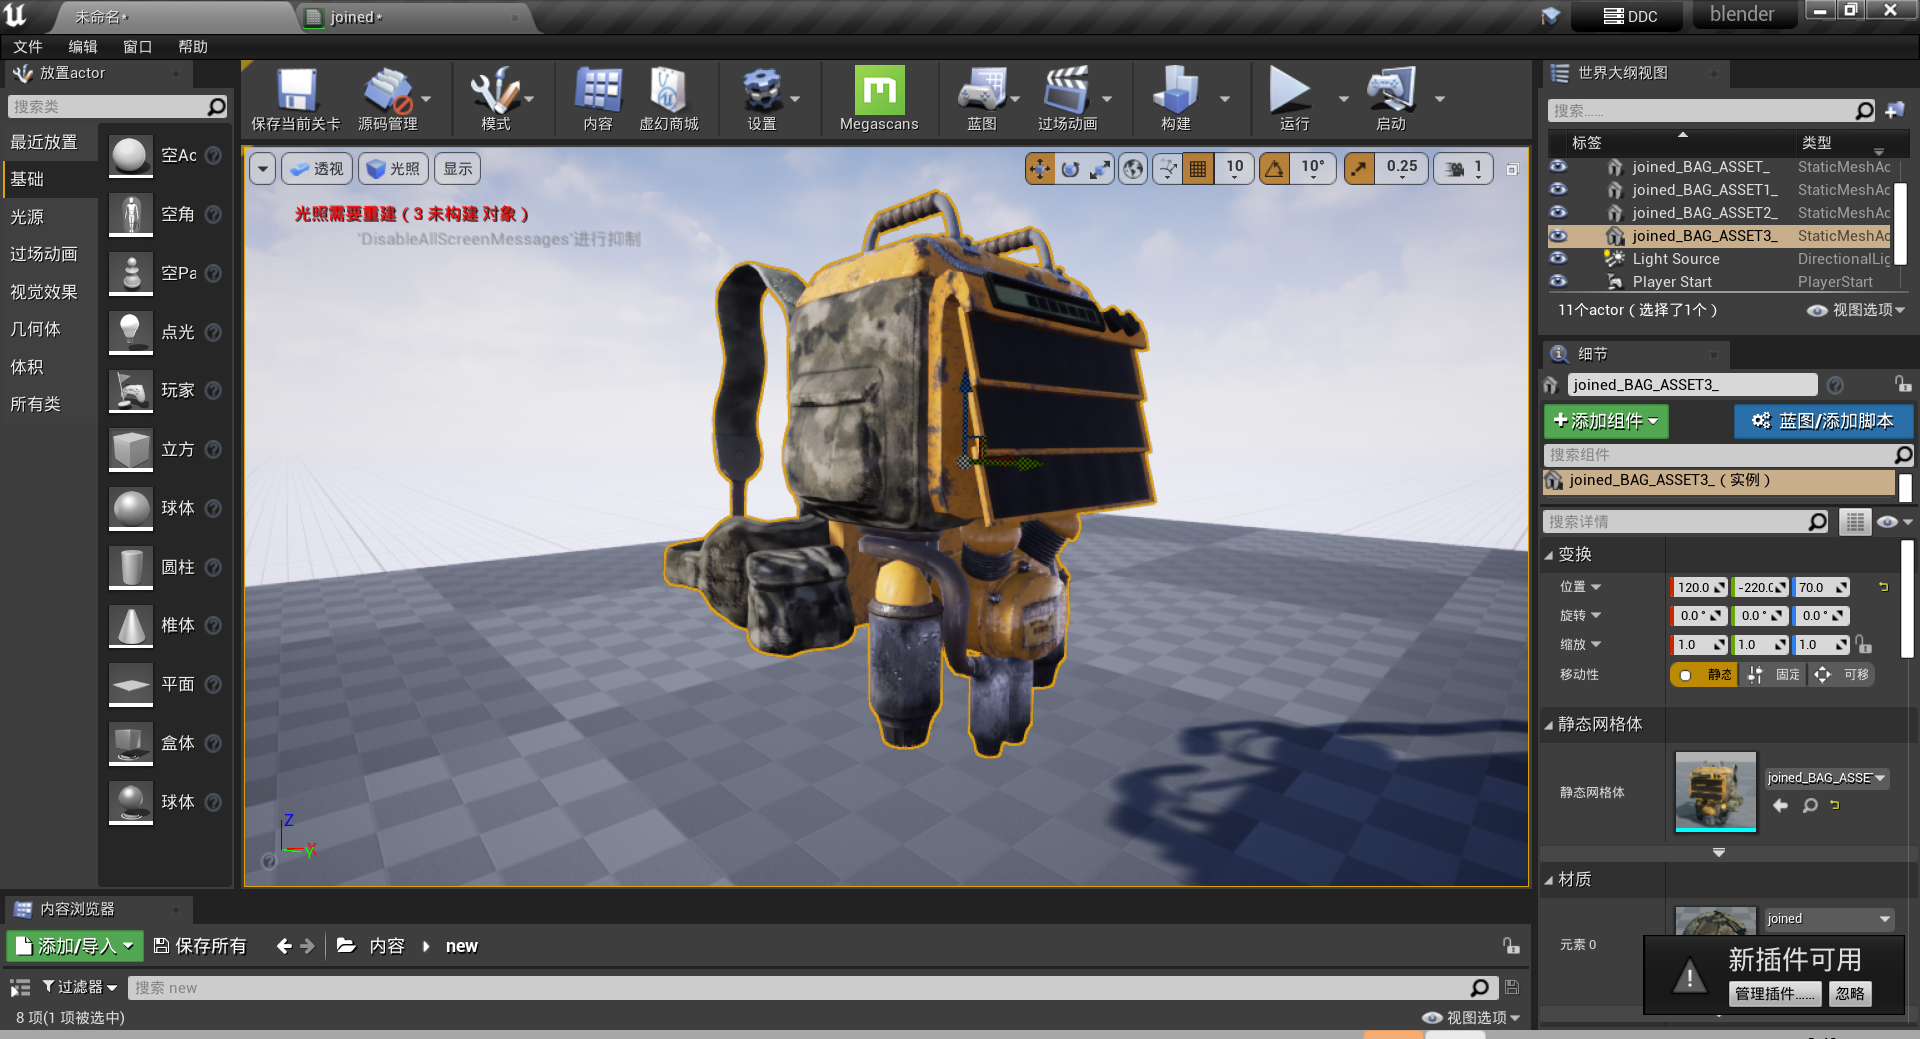 未命名*
joined*
DDC
blender
文件 编辑 窗口 帮助
放置actor
搜索类
最近放置
基础
光源
过场动画
视觉效果
几何体
体积
所有类
空Ac
空角
空Pa
点光
玩家
立方
球体
圆柱
椎体
平面
盒体
球体
保存当前关卡
源码管理
模式
内容
虚幻商城
设置
Megascans
蓝图
过场动画
构建
运行
启动
透视
光照
显示
10
10°
0.25
1
光照需要重建(3 未构建 对象)
'DisableAllScreenMessages'进行抑制
Z
X
Y
世界大纲视图
搜索......
标签 类型
joined_BAG_ASSET_ StaticMeshAc
joined_BAG_ASSET1_ StaticMeshAc
joined_BAG_ASSET2_ StaticMeshAc
joined_BAG_ASSET3_ StaticMeshAc
Light Source DirectionalLig
Player Start PlayerStart
11个actor(选择了1个) 视图选项
细节
joined_BAG_ASSET3_
添加组件
蓝图/添加脚本
搜索组件
joined_BAG_ASSET3_(实例)
搜索详情
变换
位置 120.0 -220.0 70.0
旋转 0.0° 0.0° 0.0°
缩放 1.0 1.0 1.0
移动性 静态 固定 可移
静态网格体
静态网格体
joined_BAG_ASSE
材质
元素 0
joined
新插件可用
管理插件......
忽略
内容浏览器
添加/导入
保存所有
内容
new
过滤器
搜索 new
8 项(1 项被选中)
视图选项